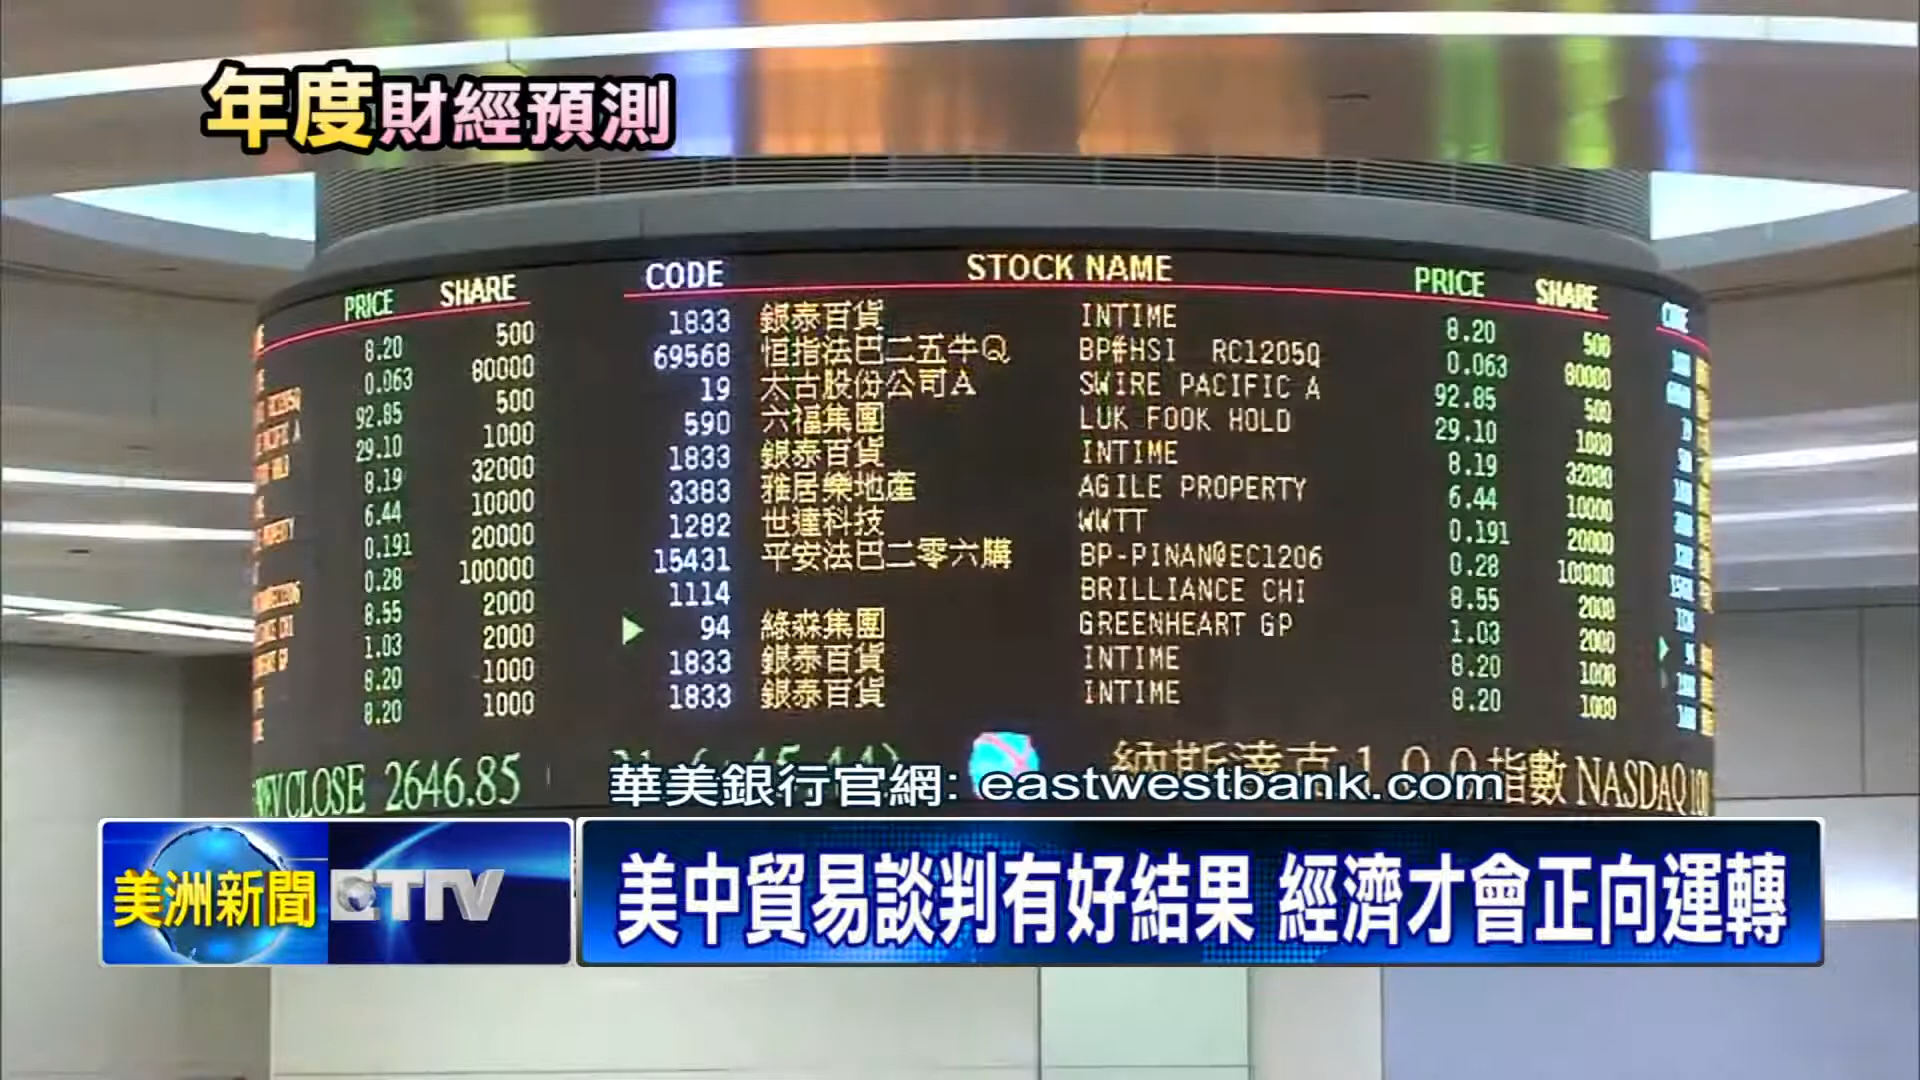 年度財經預測
PRICE SHARE CODE STOCK NAME PRICE SHARE
8.20 500 1833 銀泰百貨 INTIME 8.20 500
0.063 80000 69568 恒指法巴二五牛Q BP#HSI RC1205Q 0.063 80000
92.85 500 19 太古股份公司A SWIRE PACIFIC A 92.85 500
29.10 1000 590 六福集團 LUK FOOK HOLD 29.10 1000
8.19 32000 1833 銀泰百貨 INTIME 8.19 32000
6.44 10000 3383 雅居樂地產 AGILE PROPERTY 6.44 10000
0.191 20000 1282 世達科技 WWTT 0.191 20000
0.28 100000 15431 平安法巴二零六購 BP-PINAN@EC1206 0.28 100000
8.55 2000 1114 BRILLIANCE CHI 8.55 2000
1.03 2000 94 綠森集團 GREENHEART GP 1.03 2000
8.20 1000 1833 銀泰百貨 INTIME 8.20 1000
8.20 1000 1833 銀泰百貨 INTIME 8.20 1000
CLOSE 2646.85 納斯達克100指數 NASDAQ
華美銀行官網: eastwestbank.com
美洲新聞 ETTV 美中貿易談判有好結果 經濟才會正向運轉